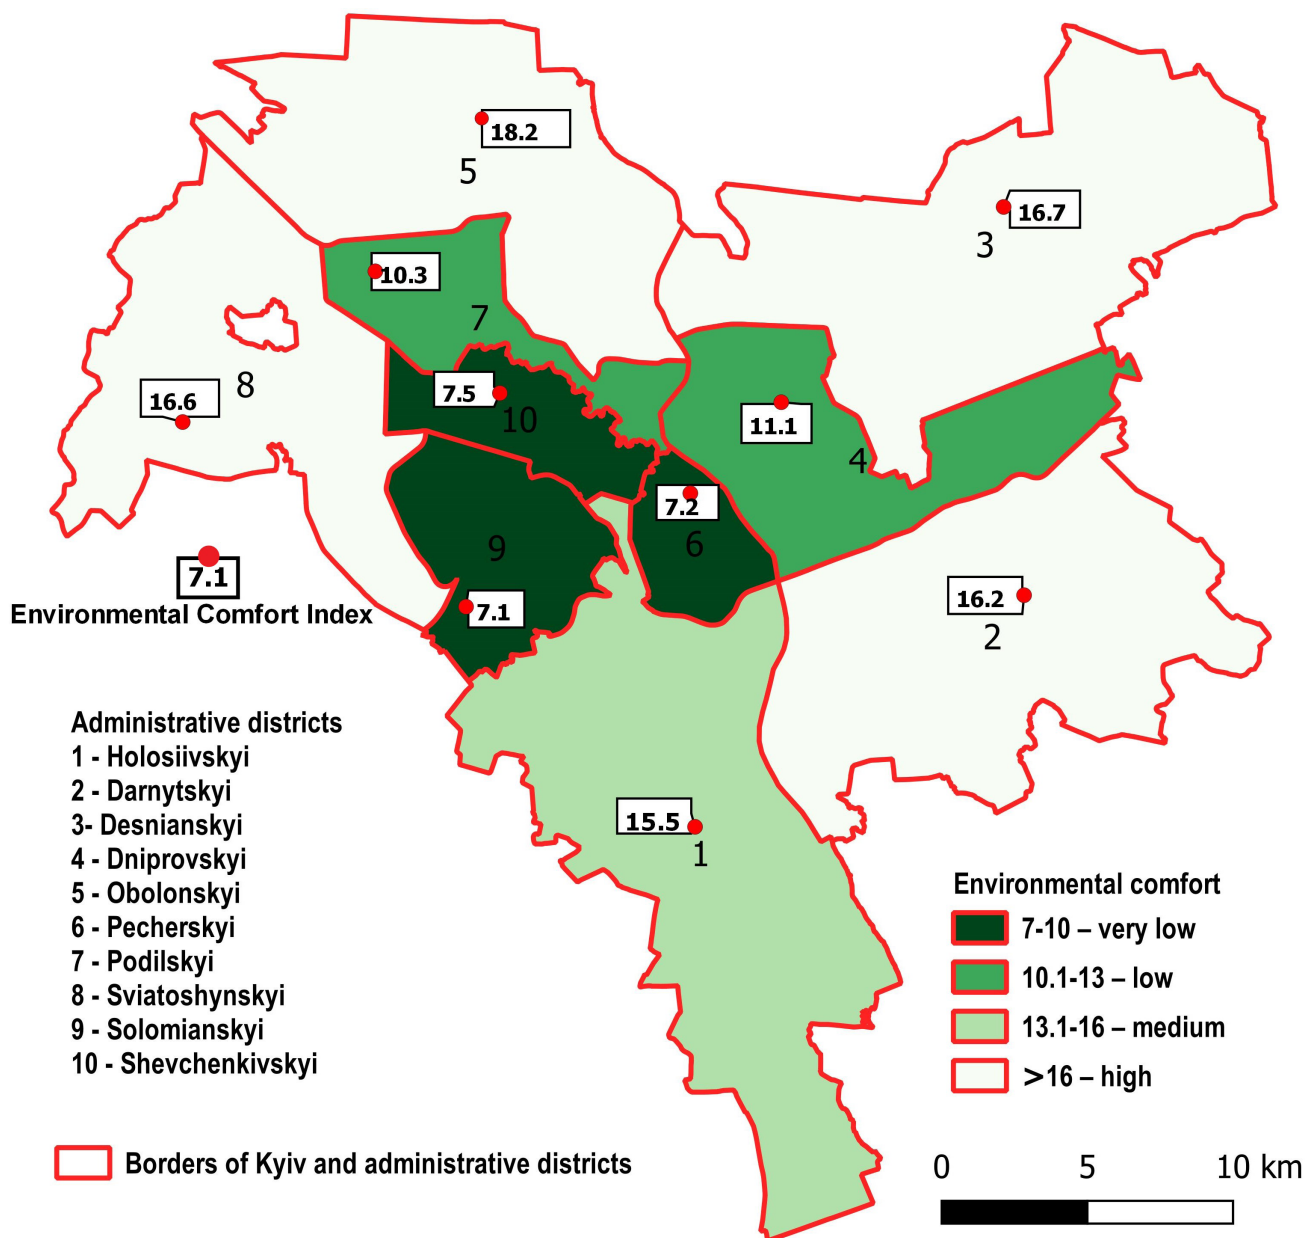 18.2
5
16.7
3
10.3
7
16.6
8
7.5
10
11.1
4
7.2
6
9
7.1
7.1
Environmental Comfort Index
16.2
2
15.5
1
Administrative districts
1 - Holosiivskyi
2 - Darnytskyi
3- Desnianskyi
4 - Dniprovskyi
5 - Obolonskyi
6 - Pecherskyi
7 - Podilskyi
8 - Sviatoshynskyi
9 - Solomianskyi
10 - Shevchenkivskyi
Environmental comfort
7-10 – very low
10.1-13 – low
13.1-16 – medium
>16 – high
Borders of Kyiv and administrative districts
0 5 10 km